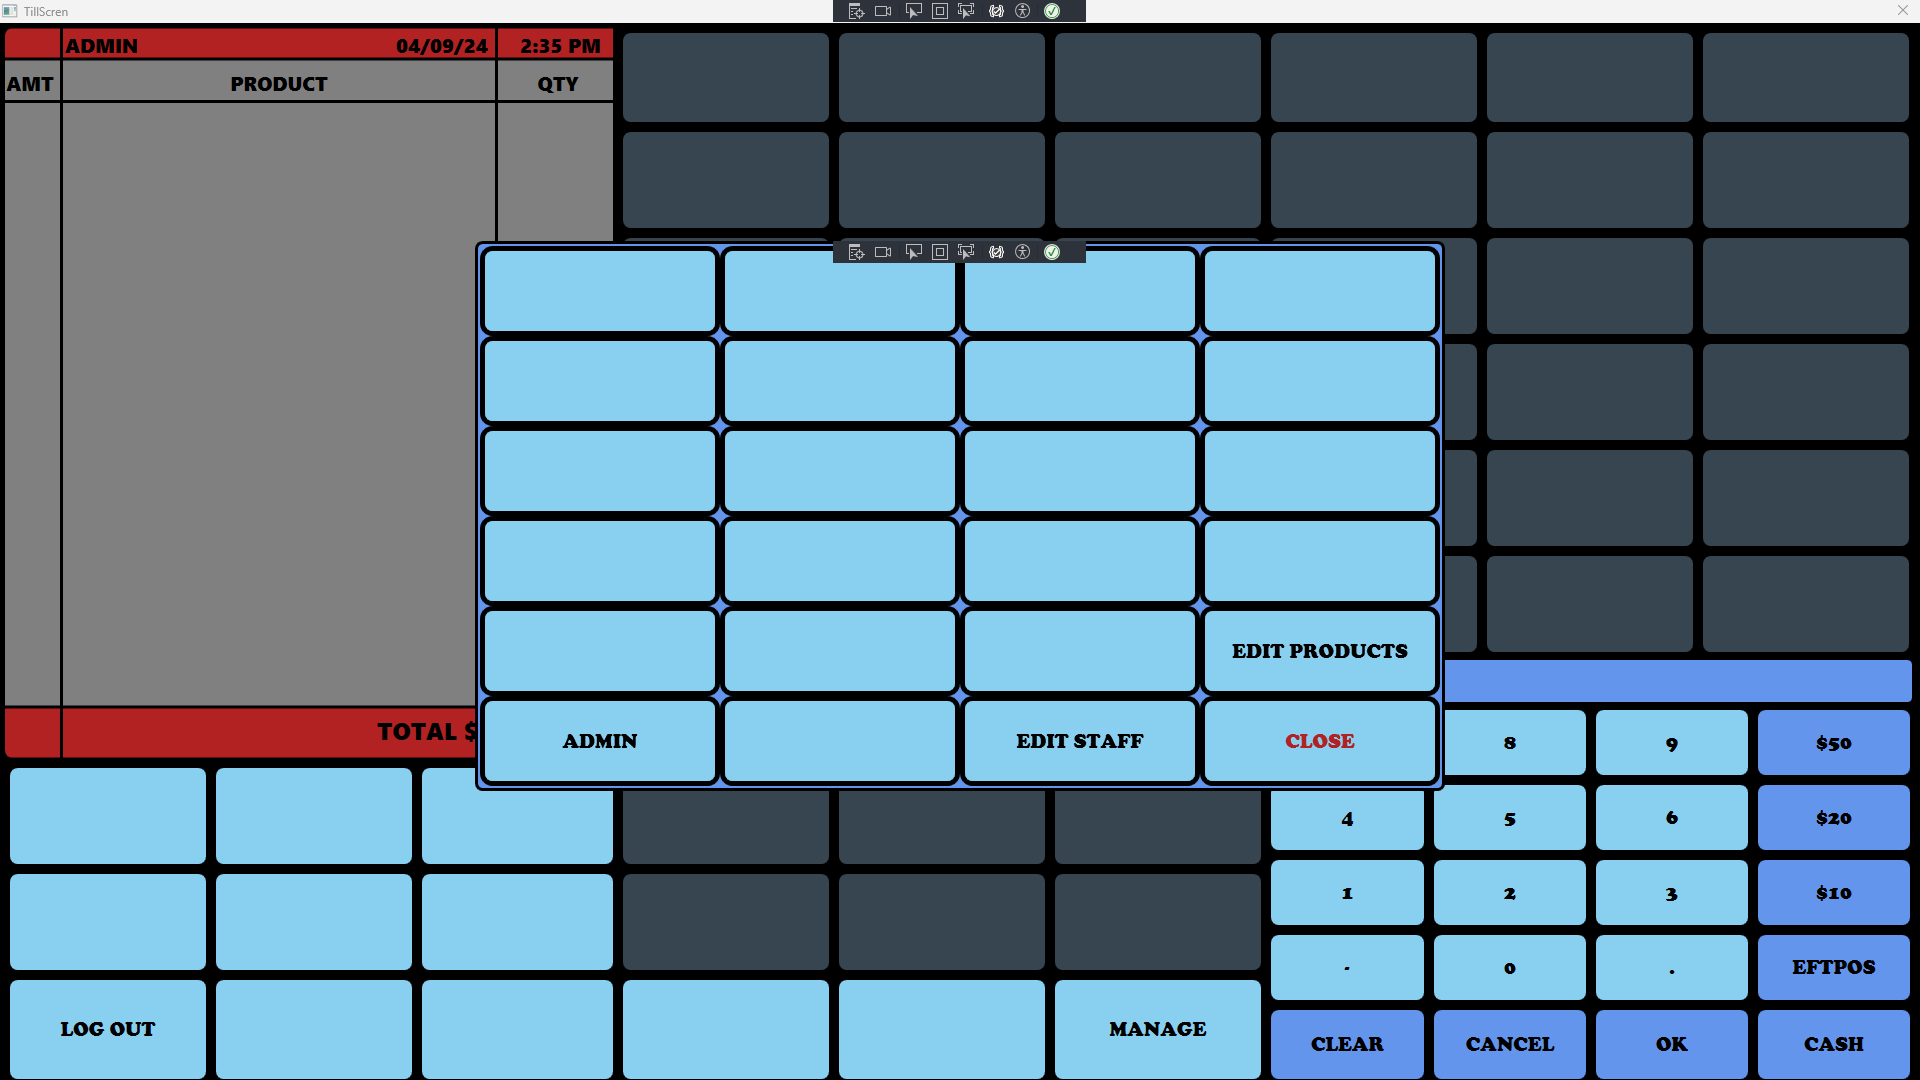 TillScren
ADMIN 04/09/24 2:35 PM
AMT PRODUCT QTY
EDIT PRODUCTS
ADMIN EDIT STAFF CLOSE
TOTAL $
8 9 $50
4 5 6 $20
1 2 3 $10
- 0 . EFTPOS
LOG OUT MANAGE
CLEAR CANCEL OK CASH